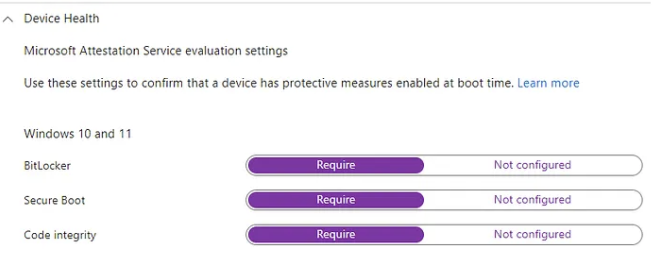 Device Health
Microsoft Attestation Service evaluation settings
Use these settings to confirm that a device has protective measures enabled at boot time. Learn more
Windows 10 and 11
BitLocker Require Not configured
Secure Boot Require Not configured
Code integrity Require Not configured